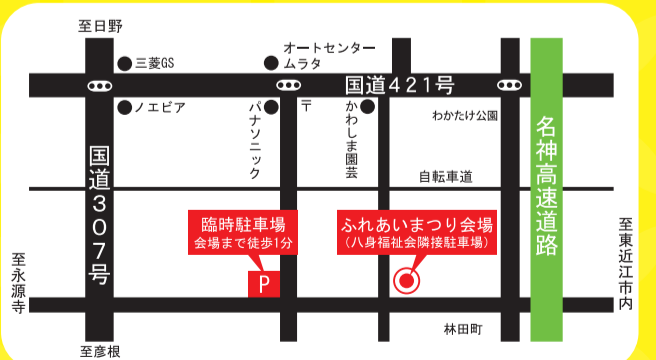 至日野
三菱GS
オートセンター
ムラタ
国道421号
ノエビア
パナソニック
〒
かわしま園芸
わかたけ公園
名神高速道路
国道307号
自転車道
臨時駐車場
会場まで徒歩1分
ふれあいまつり会場
(八身福祉会隣接駐車場)
至永源寺
至東近江市内
P
林田町
至彦根